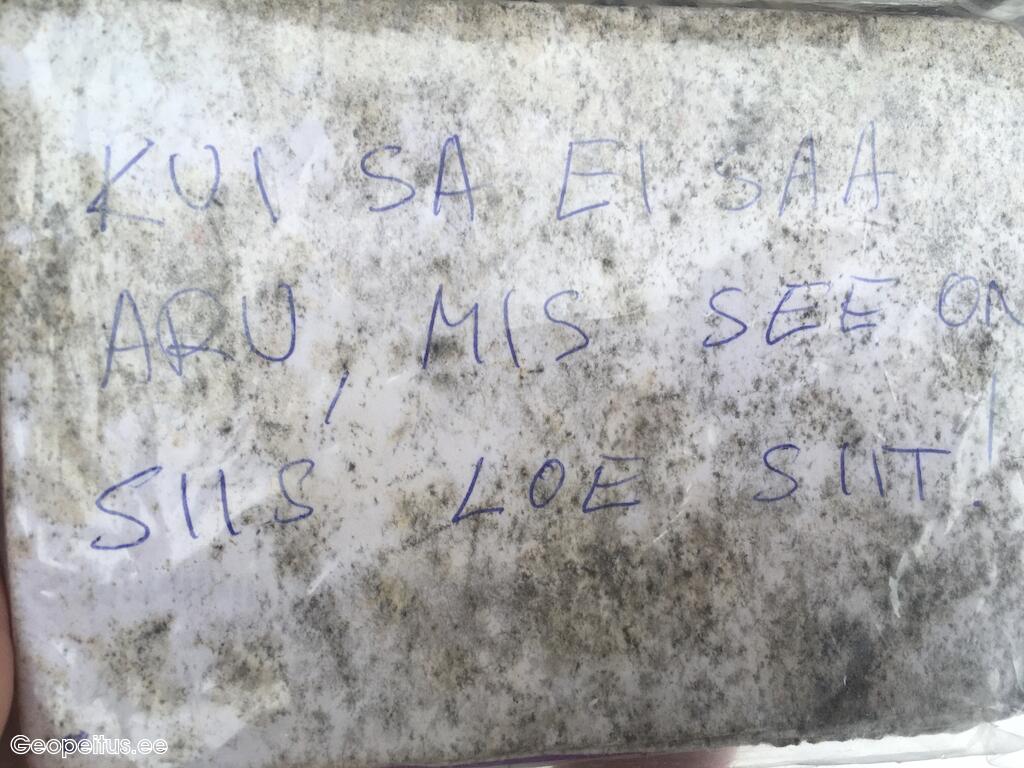 KUI SA EI SAA
ARU, MIS SEE ON
SIIS LOE SIIT!
Geopeitus.ee